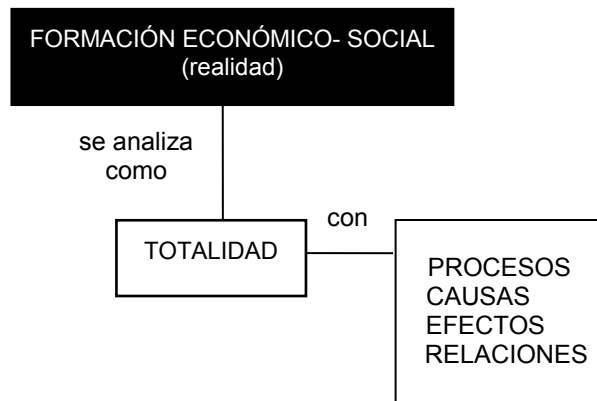 FORMACIÓN ECONÓMICO- SOCIAL
(realidad)
se analiza
como
con
TOTALIDAD
PROCESOS
CAUSAS
EFECTOS
RELACIONES